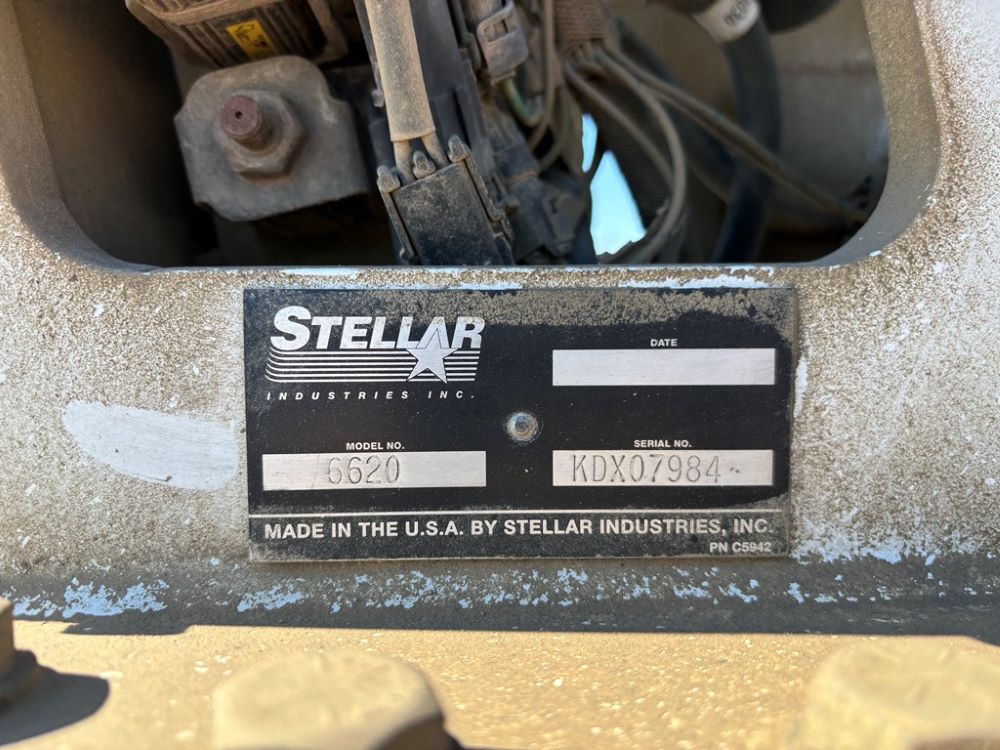 STELLAR
INDUSTRIES INC.
DATE
MODEL NO.
6620
SERIAL NO.
KDX07984
MADE IN THE U.S.A. BY STELLAR INDUSTRIES, INC.
PN C5942